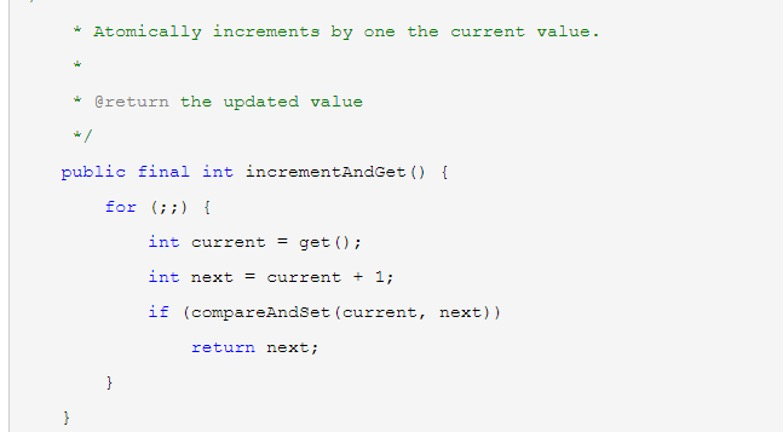 * Atomically increments by one the current value.
*
* @return the updated value
*/
public final int incrementAndGet() {
for (;;) {
int current = get();
int next = current + 1;
if (compareAndSet(current, next))
return next;
}
}